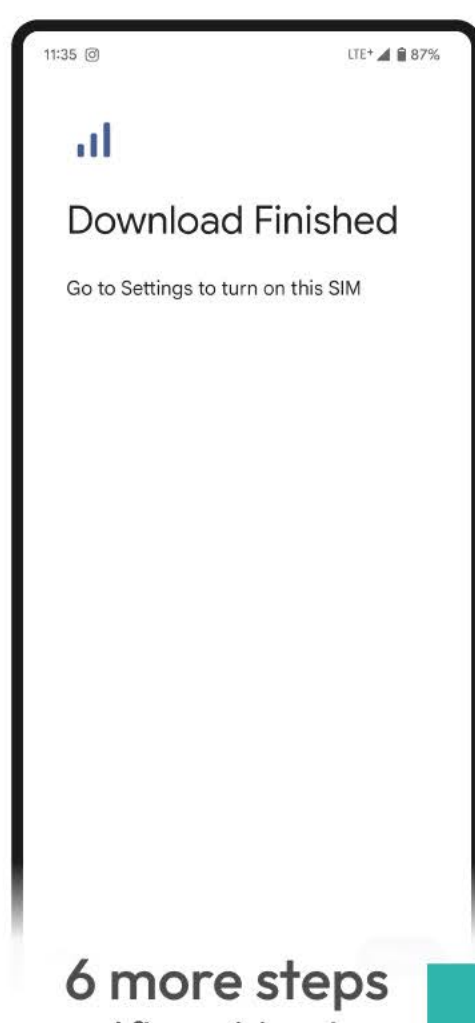 11:35
LTE+ 87%
Download Finished
Go to Settings to turn on this SIM
6 more steps